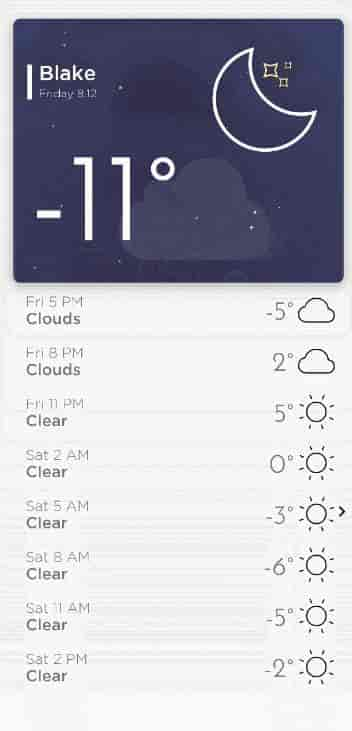 Blake
Friday 8.12
-11°
Fri 5 PM
Clouds
-5°
Fri 8 PM
Clouds
2°
Fri 11 PM
Clear
5°
Sat 2 AM
Clear
0°
Sat 5 AM
Clear
-3°
Sat 8 AM
Clear
-6°
Sat 11 AM
Clear
-5°
Sat 2 PM
Clear
-2°